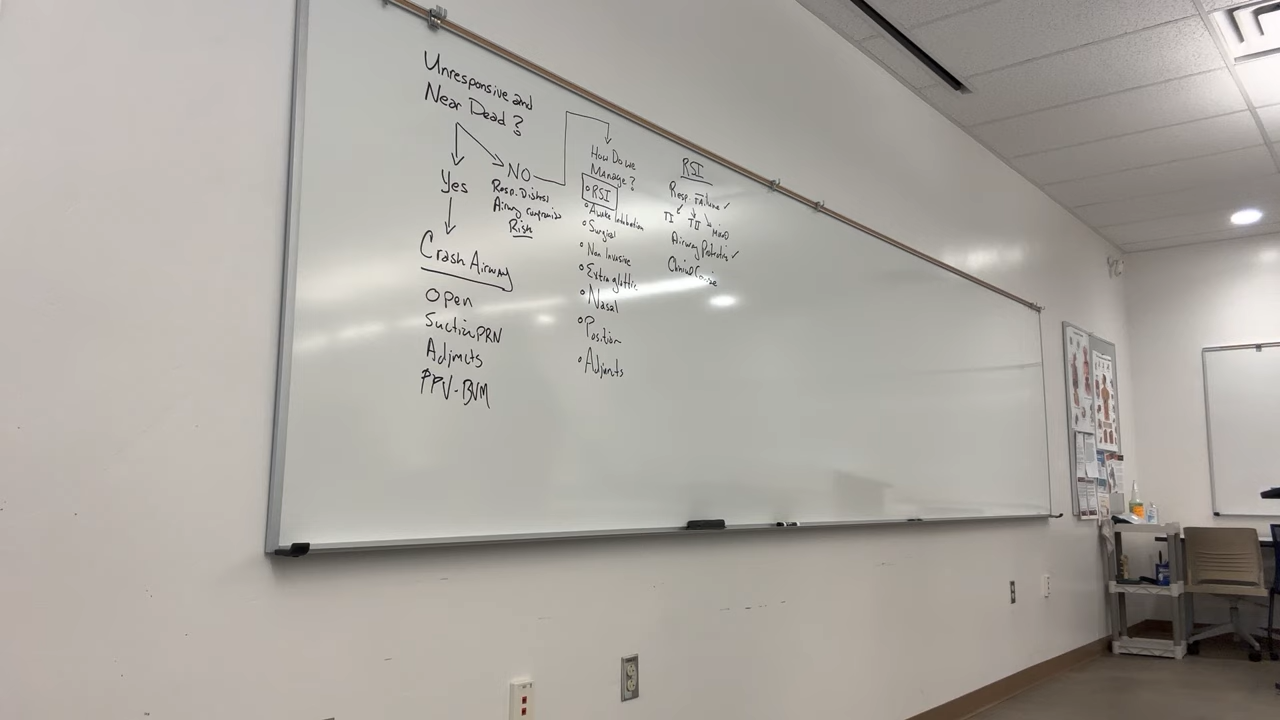 Unresponsive and
Near Dead ?
Yes
Crash Airway
Open
Suction PRN
Adjuncts
PPV-BVM
NO
Resp. Distress
Airway compromise
Risk
How Do we
Manage ?
RSI
Awake Intubation
Surgical
Non Invasive
Extraglottic
Nasal
Position
Adjuncts
RSI
Resp. Failure ✓
TI TII Mixed
Airway Protectio ✓
Clinical Course